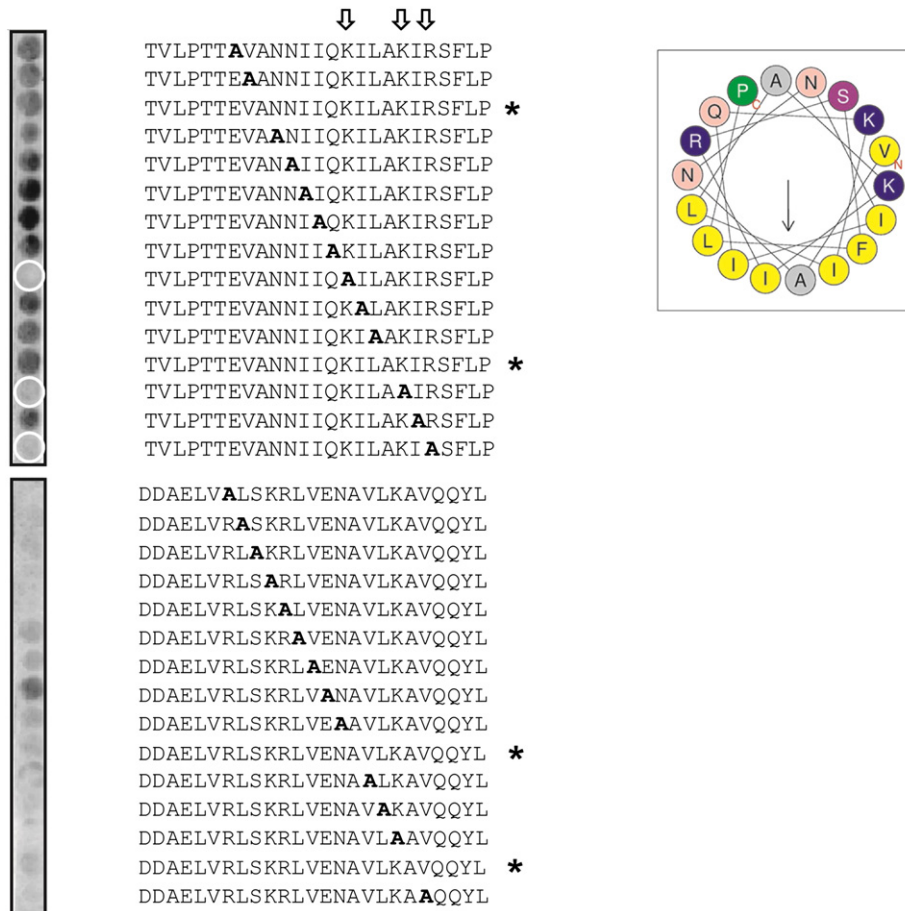 TVLPTTAVANNIIQKILAKIRSFLP
TVLPTTEAANNIIQKILAKIRSFLP
TVLPTTEVANNIIQKILAKIRSFLP *
TVLPTTEVAANIIQKILAKIRSFLP
TVLPTTEVANAIIQKILAKIRSFLP
TVLPTTEVANNAIQKILAKIRSFLP
TVLPTTEVANNIAQKILAKIRSFLP
TVLPTTEVANNIIAKILAKIRSFLP
TVLPTTEVANNIIQAILAKIRSFLP
TVLPTTEVANNIIQKALAKIRSFLP
TVLPTTEVANNIIQKIAAKIRSFLP
TVLPTTEVANNIIQKILAKIRSFLP *
TVLPTTEVANNIIQKILAAIRSFLP
TVLPTTEVANNIIQKILAKARSFLP
TVLPTTEVANNIIQKILAKIASFLP
DDAELVALSKRLVENAVLKAVQQYL
DDAELVRASKRLVENAVLKAVQQYL
DDAELVRLAKRLVENAVLKAVQQYL
DDAELVRLSARLVENAVLKAVQQYL
DDAELVRLSKALVENAVLKAVQQYL
DDAELVRLSKRAVENAVLKAVQQYL
DDAELVRLSKRLAENAVLKAVQQYL
DDAELVRLSKRLVANAVLKAVQQYL
DDAELVRLSKRLVEAAVLKAVQQYL
DDAELVRLSKRLVENAVLKAVQQYL *
DDAELVRLSKRLVENAALKAVQQYL
DDAELVRLSKRLVENAVAKAVQQYL
DDAELVRLSKRLVENAVLAAVQQYL
DDAELVRLSKRLVENAVLKAVQQYL *
DDAELVRLSKRLVENAVLKAAQQYL
A
N
S
K
V
N
K
I
F
I
A
I
I
L
L
N
R
Q
P
C